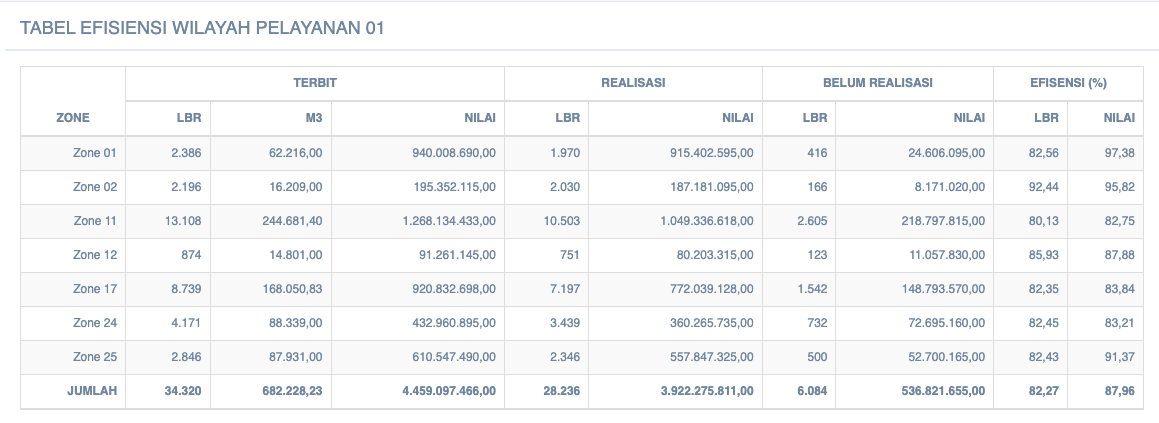 TABEL EFISIENSI WILAYAH PELAYANAN 01
TERBIT REALISASI BELUM REALISASI EFISENSI (%)
ZONE LBR M3 NILAI LBR NILAI LBR NILAI LBR NILAI
Zone 01 2.386 62.216,00 940.008.690,00 1.970 915.402.595,00 416 24.606.095,00 82,56 97,38
Zone 02 2.196 16.209,00 195.352.115,00 2.030 187.181.095,00 166 8.171.020,00 92,44 95,82
Zone 11 13.108 244.681,40 1.268.134.433,00 10.503 1.049.336.618,00 2.605 218.797.815,00 80,13 82,75
Zone 12 874 14.801,00 91.261.145,00 751 80.203.315,00 123 11.057.830,00 85,93 87,88
Zone 17 8.739 168.050,83 920.832.698,00 7.197 772.039.128,00 1.542 148.793.570,00 82,35 83,84
Zone 24 4.171 88.339,00 432.960.895,00 3.439 360.265.735,00 732 72.695.160,00 82,45 83,21
Zone 25 2.846 87.931,00 610.547.490,00 2.346 557.847.325,00 500 52.700.165,00 82,43 91,37
JUMLAH 34.320 682.228,23 4.459.097.466,00 28.236 3.922.275.811,00 6.084 536.821.655,00 82,27 87,96